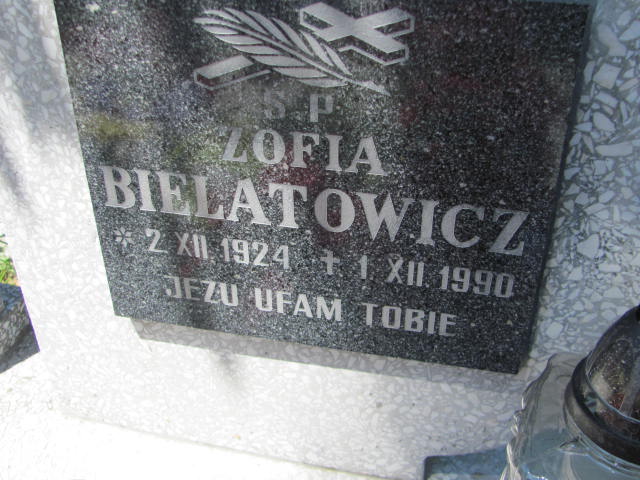 Ś P
ZOFIA
BIELATOWICZ
* 2 XII. 1924 + 1 XII. 1990
JEZU UFAM TOBIE